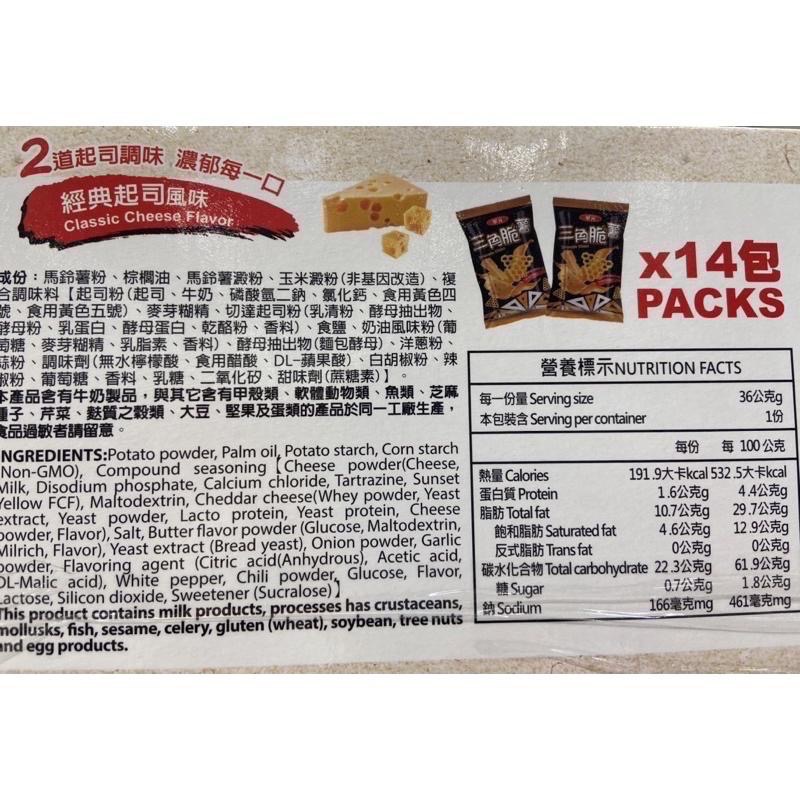 2道起司調味 濃郁每一口
經典起司風味
Classic Cheese Flavor
三角脆薯
三角脆薯
x14包
PACKS
成份：馬鈴薯粉、棕櫚油、馬鈴薯澱粉、玉米澱粉(非基因改造)、複
合調味料【起司粉(起司、牛奶、磷酸氫二鈉、氯化鈣、食用黃色四
號、食用黃色五號)、麥芽糊精、切達起司粉(乳清粉、酵母抽出物、
酵母粉、乳蛋白、酵母蛋白、乾酪粉、香料)、食鹽、奶油風味粉(葡
萄糖、麥芽糊精、乳脂素、香料)、酵母抽出物(麵包酵母)、洋蔥粉、
蒜粉、調味劑(無水檸檬酸、食用醋酸、DL-蘋果酸)、白胡椒粉、辣
椒粉、葡萄糖、香料、乳糖、二氧化矽、甜味劑(蔗糖素)】。
本產品含有牛奶製品，與其它含有甲殼類、軟體動物類、魚類、芝麻
種子、芹菜、麩質之穀類、大豆、堅果及蛋類的產品於同一工廠生產，
食品過敏者請留意。
INGREDIENTS:Potato powder, Palm oil, Potato starch, Corn starch
(Non-GMO), Compound seasoning【Cheese powder(Cheese,
Milk, Disodium phosphate, Calcium chloride, Tartrazine, Sunset
Yellow FCF), Maltodextrin, Cheddar cheese(Whey powder, Yeast
extract, Yeast powder, Lacto protein, Yeast protein, Cheese
powder, Flavor), Salt, Butter flavor powder (Glucose, Maltodextrin,
Milrich, Flavor), Yeast extract (Bread yeast), Onion powder, Garlic
powder, Flavoring agent (Citric acid(Anhydrous), Acetic acid,
DL-Malic acid), White pepper, Chili powder, Glucose, Flavor,
Lactose, Silicon dioxide, Sweetener (Sucralose)】
This product contains milk products, processes has crustaceans,
mollusks, fish, sesame, celery, gluten (wheat), soybean, tree nuts
and egg products.
營養標示NUTRITION FACTS
每一份量 Serving size 36公克g
本包裝含 Serving per container 1份
每份 每 100 公克
熱量 Calories 191.9大卡kcal 532.5大卡kcal
蛋白質 Protein 1.6公克g 4.4公克g
脂肪 Total fat 10.7公克g 29.7公克g
飽和脂肪 Saturated fat 4.6公克g 12.9公克g
反式脂肪 Trans fat 0公克g 0公克g
碳水化合物 Total carbohydrate 22.3公克g 61.9公克g
糖 Sugar 0.7公克g 1.8公克g
鈉 Sodium 166毫克mg 461毫克mg